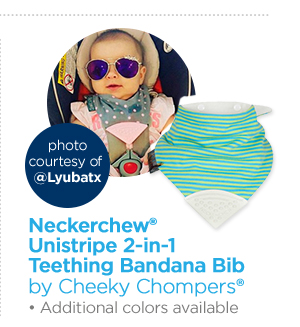 photo
courtesy of
@Lyubatx
Neckerchew®
Unistripe 2-in-1
Teething Bandana Bib
by Cheeky Chompers®
• Additional colors available